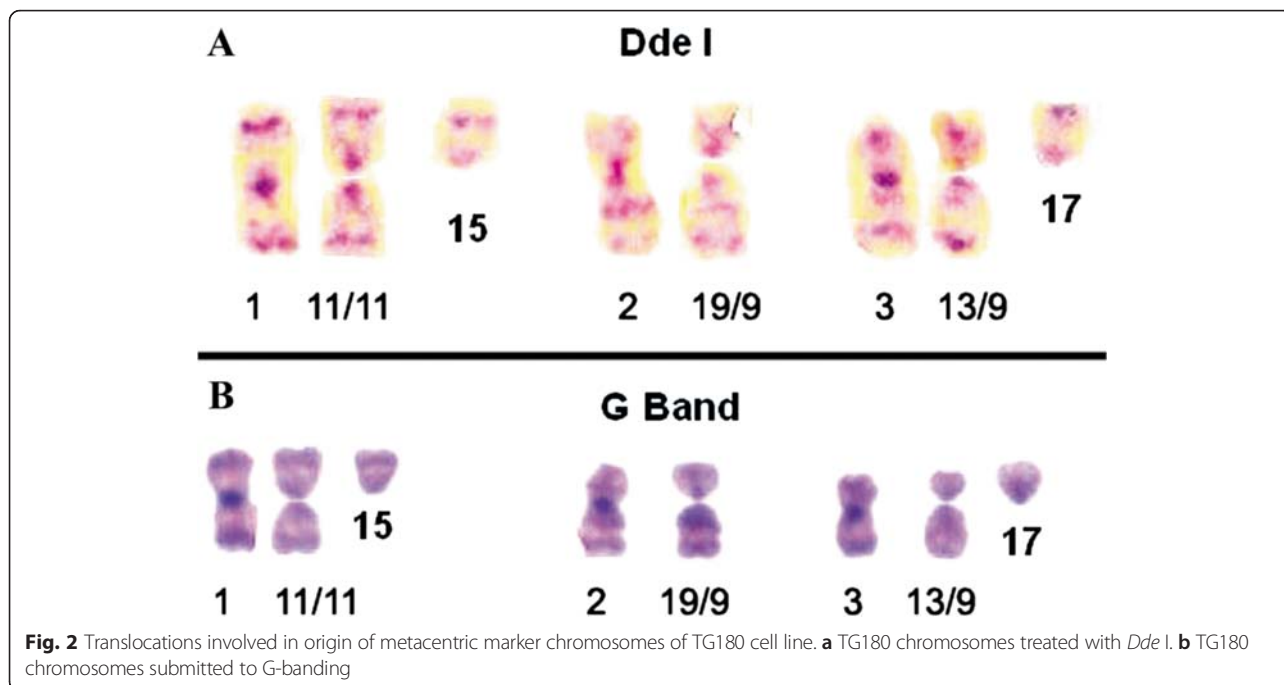 A
Dde I
15
17
1 11/11 2 19/9 3 13/9
B
G Band
15
17
1 11/11 2 19/9 3 13/9
Fig. 2 Translocations involved in origin of metacentric marker chromosomes of TG180 cell line. a TG180 chromosomes treated with Dde I. b TG180
chromosomes submitted to G-banding